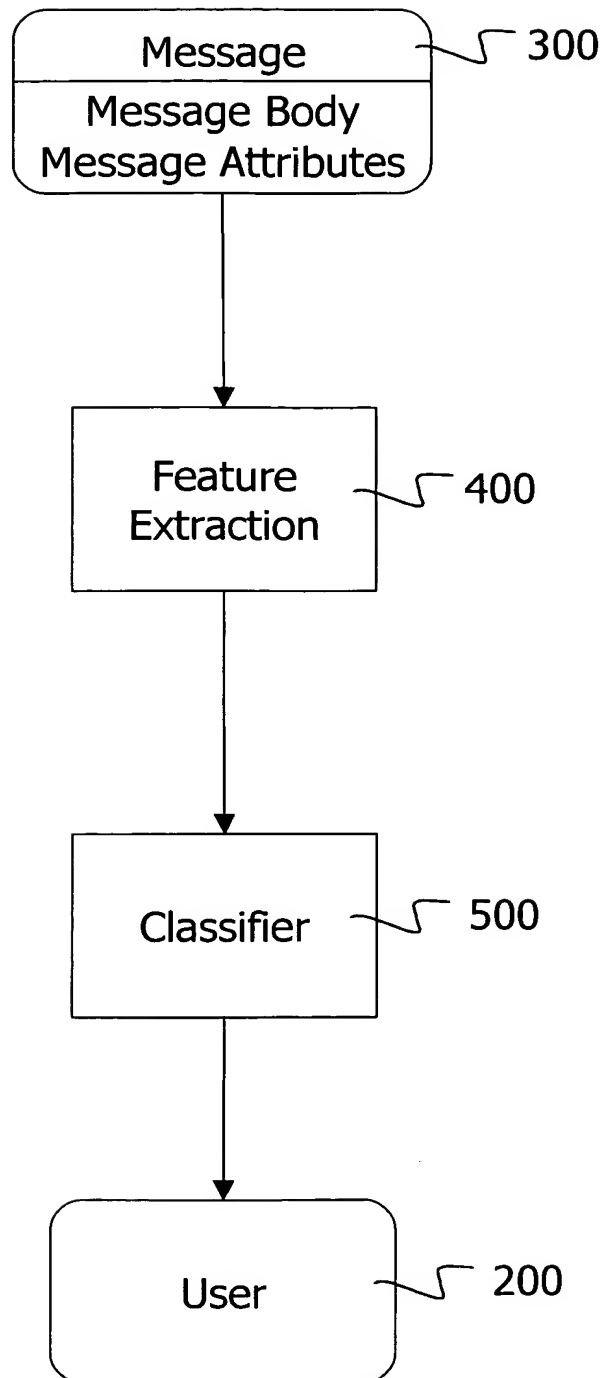 Message
300
Message Body
Message Attributes
Feature
Extraction
400
Classifier
500
User
200